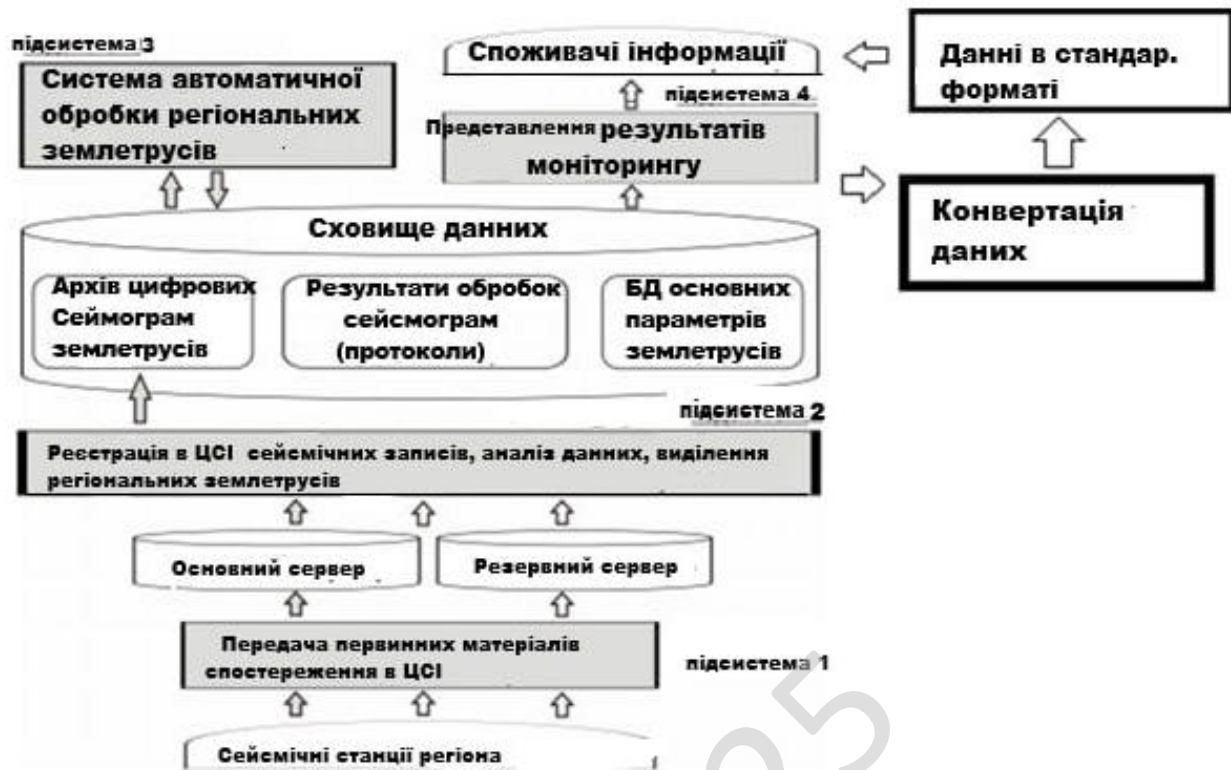 підсистема 3
Система автоматичної
обробки регіональних
землетрусів
Споживачі інформації
Данні в стандар.
форматі
підсистема 4.
Представлення результатів
моніторингу
Конвертація
даних
Сховище данних
Архів цифрових
Сеймограм
землетрусів
Результати обробок
сейсмограм
(протоколи)
БД основних
параметрів
землетрусів
підсистема 2
Реєстрація в ЦСІ сейсмічних записів, аналіз данних, виділення
регіональних землетрусів
Основний сервер
Резервний сервер
Передача первинних матеріалів
спостереження в ЦСІ
підсистема 1
Сейсмічні станції регіона
25